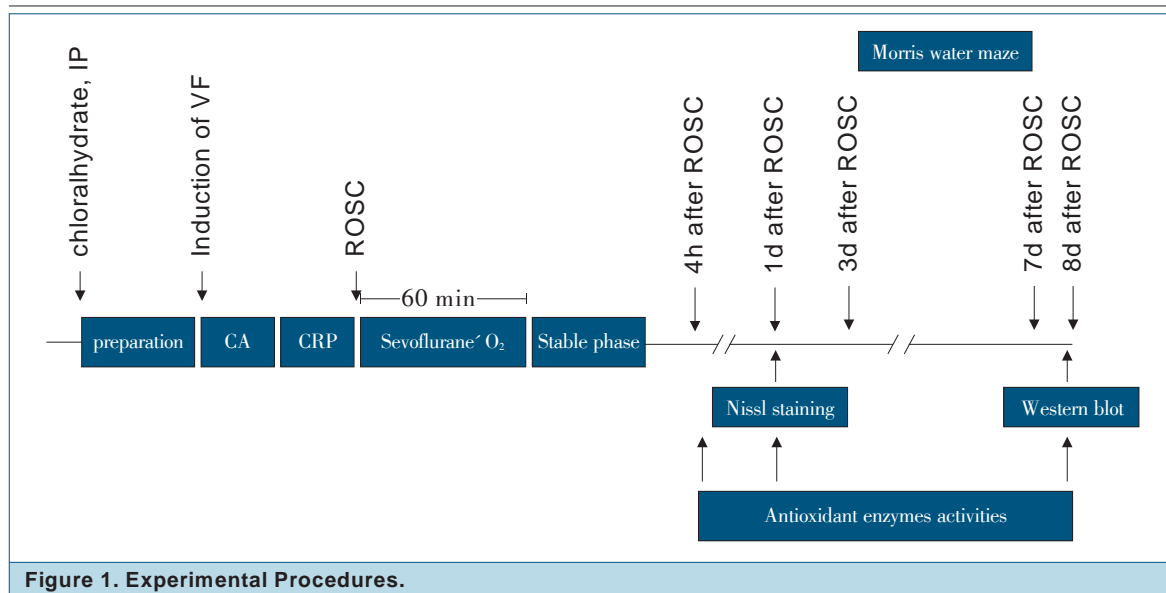 Morris water maze
chloralhydrate, IP
Induction of VF
ROSC
4h after ROSC
1d after ROSC
3d after ROSC
7d after ROSC
8d after ROSC
60 min
preparation
CA
CRP
Sevoflurane´ O₂
Stable phase
Nissl staining
Western blot
Antioxidant enzymes activities
Figure 1. Experimental Procedures.